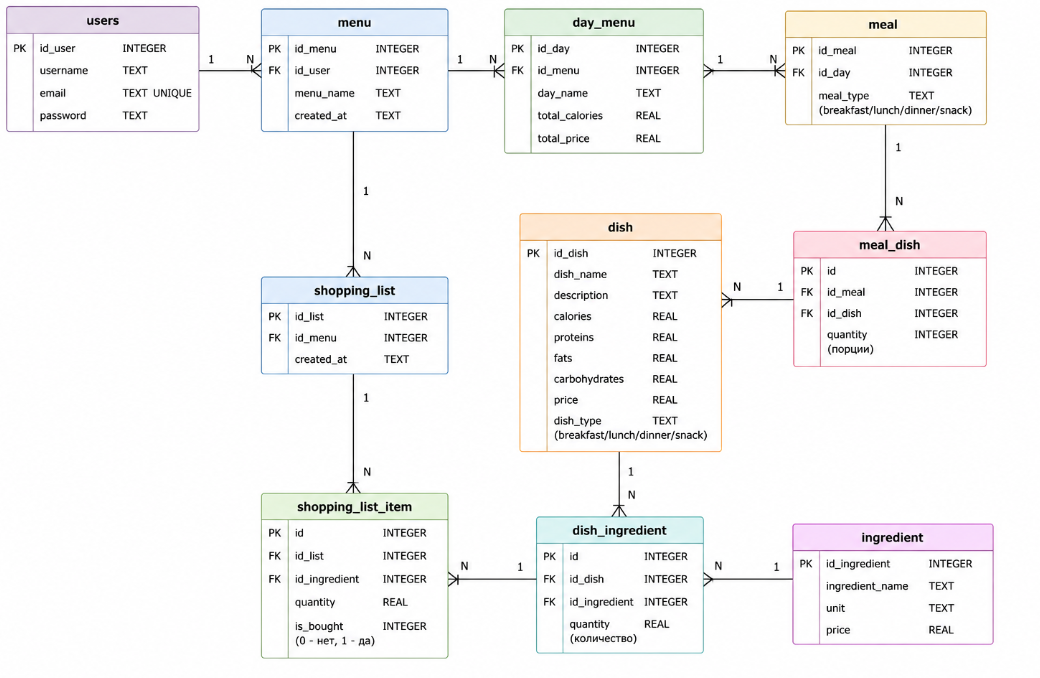 users
PK id_user INTEGER
username TEXT
email TEXT UNIQUE
password TEXT
1 N
menu
PK id_menu INTEGER
FK id_user INTEGER
menu_name TEXT
created_at TEXT
1 N
day_menu
PK id_day INTEGER
FK id_menu INTEGER
day_name TEXT
total_calories REAL
total_price REAL
1 N
meal
PK id_meal INTEGER
FK id_day INTEGER
meal_type TEXT
(breakfast/lunch/dinner/snack)
1
N
1
N
shopping_list
PK id_list INTEGER
FK id_menu INTEGER
created_at TEXT
dish
PK id_dish INTEGER
dish_name TEXT
description TEXT
calories REAL
proteins REAL
fats REAL
carbohydrates REAL
price REAL
dish_type TEXT
(breakfast/lunch/dinner/snack)
N 1
meal_dish
PK id INTEGER
FK id_meal INTEGER
FK id_dish INTEGER
quantity INTEGER
(порции)
1
N
1
N
shopping_list_item
PK id INTEGER
FK id_list INTEGER
FK id_ingredient INTEGER
quantity REAL
is_bought INTEGER
(0 - нет, 1 - да)
N 1
dish_ingredient
PK id INTEGER
FK id_dish INTEGER
FK id_ingredient INTEGER
quantity REAL
(количество)
N 1
ingredient
PK id_ingredient INTEGER
ingredient_name TEXT
unit TEXT
price REAL